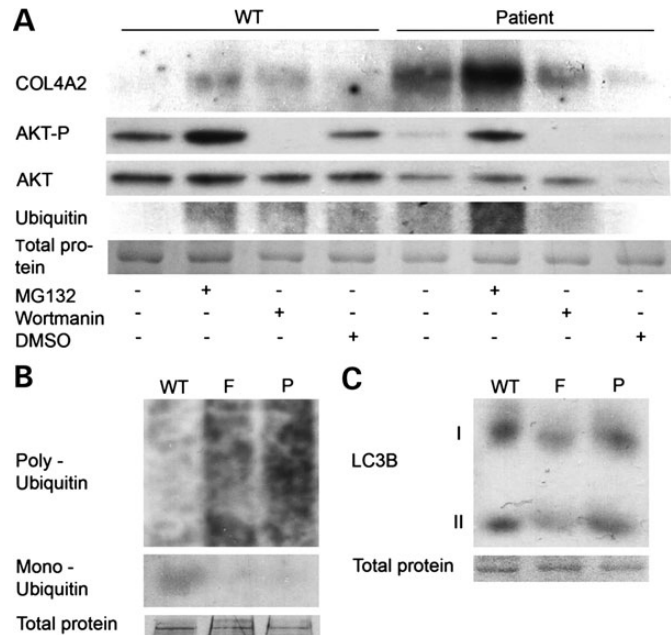 A
WT Patient
COL4A2
AKT-P
AKT
Ubiquitin
Total pro-
tein
MG132 - + - - - + - -
Wortmanin - - + - - - + -
DMSO - - - + - - - +
B
WT F P
Poly -
Ubiquitin
Mono -
Ubiquitin
Total protein
C
WT F P
I
LC3B
II
Total protein